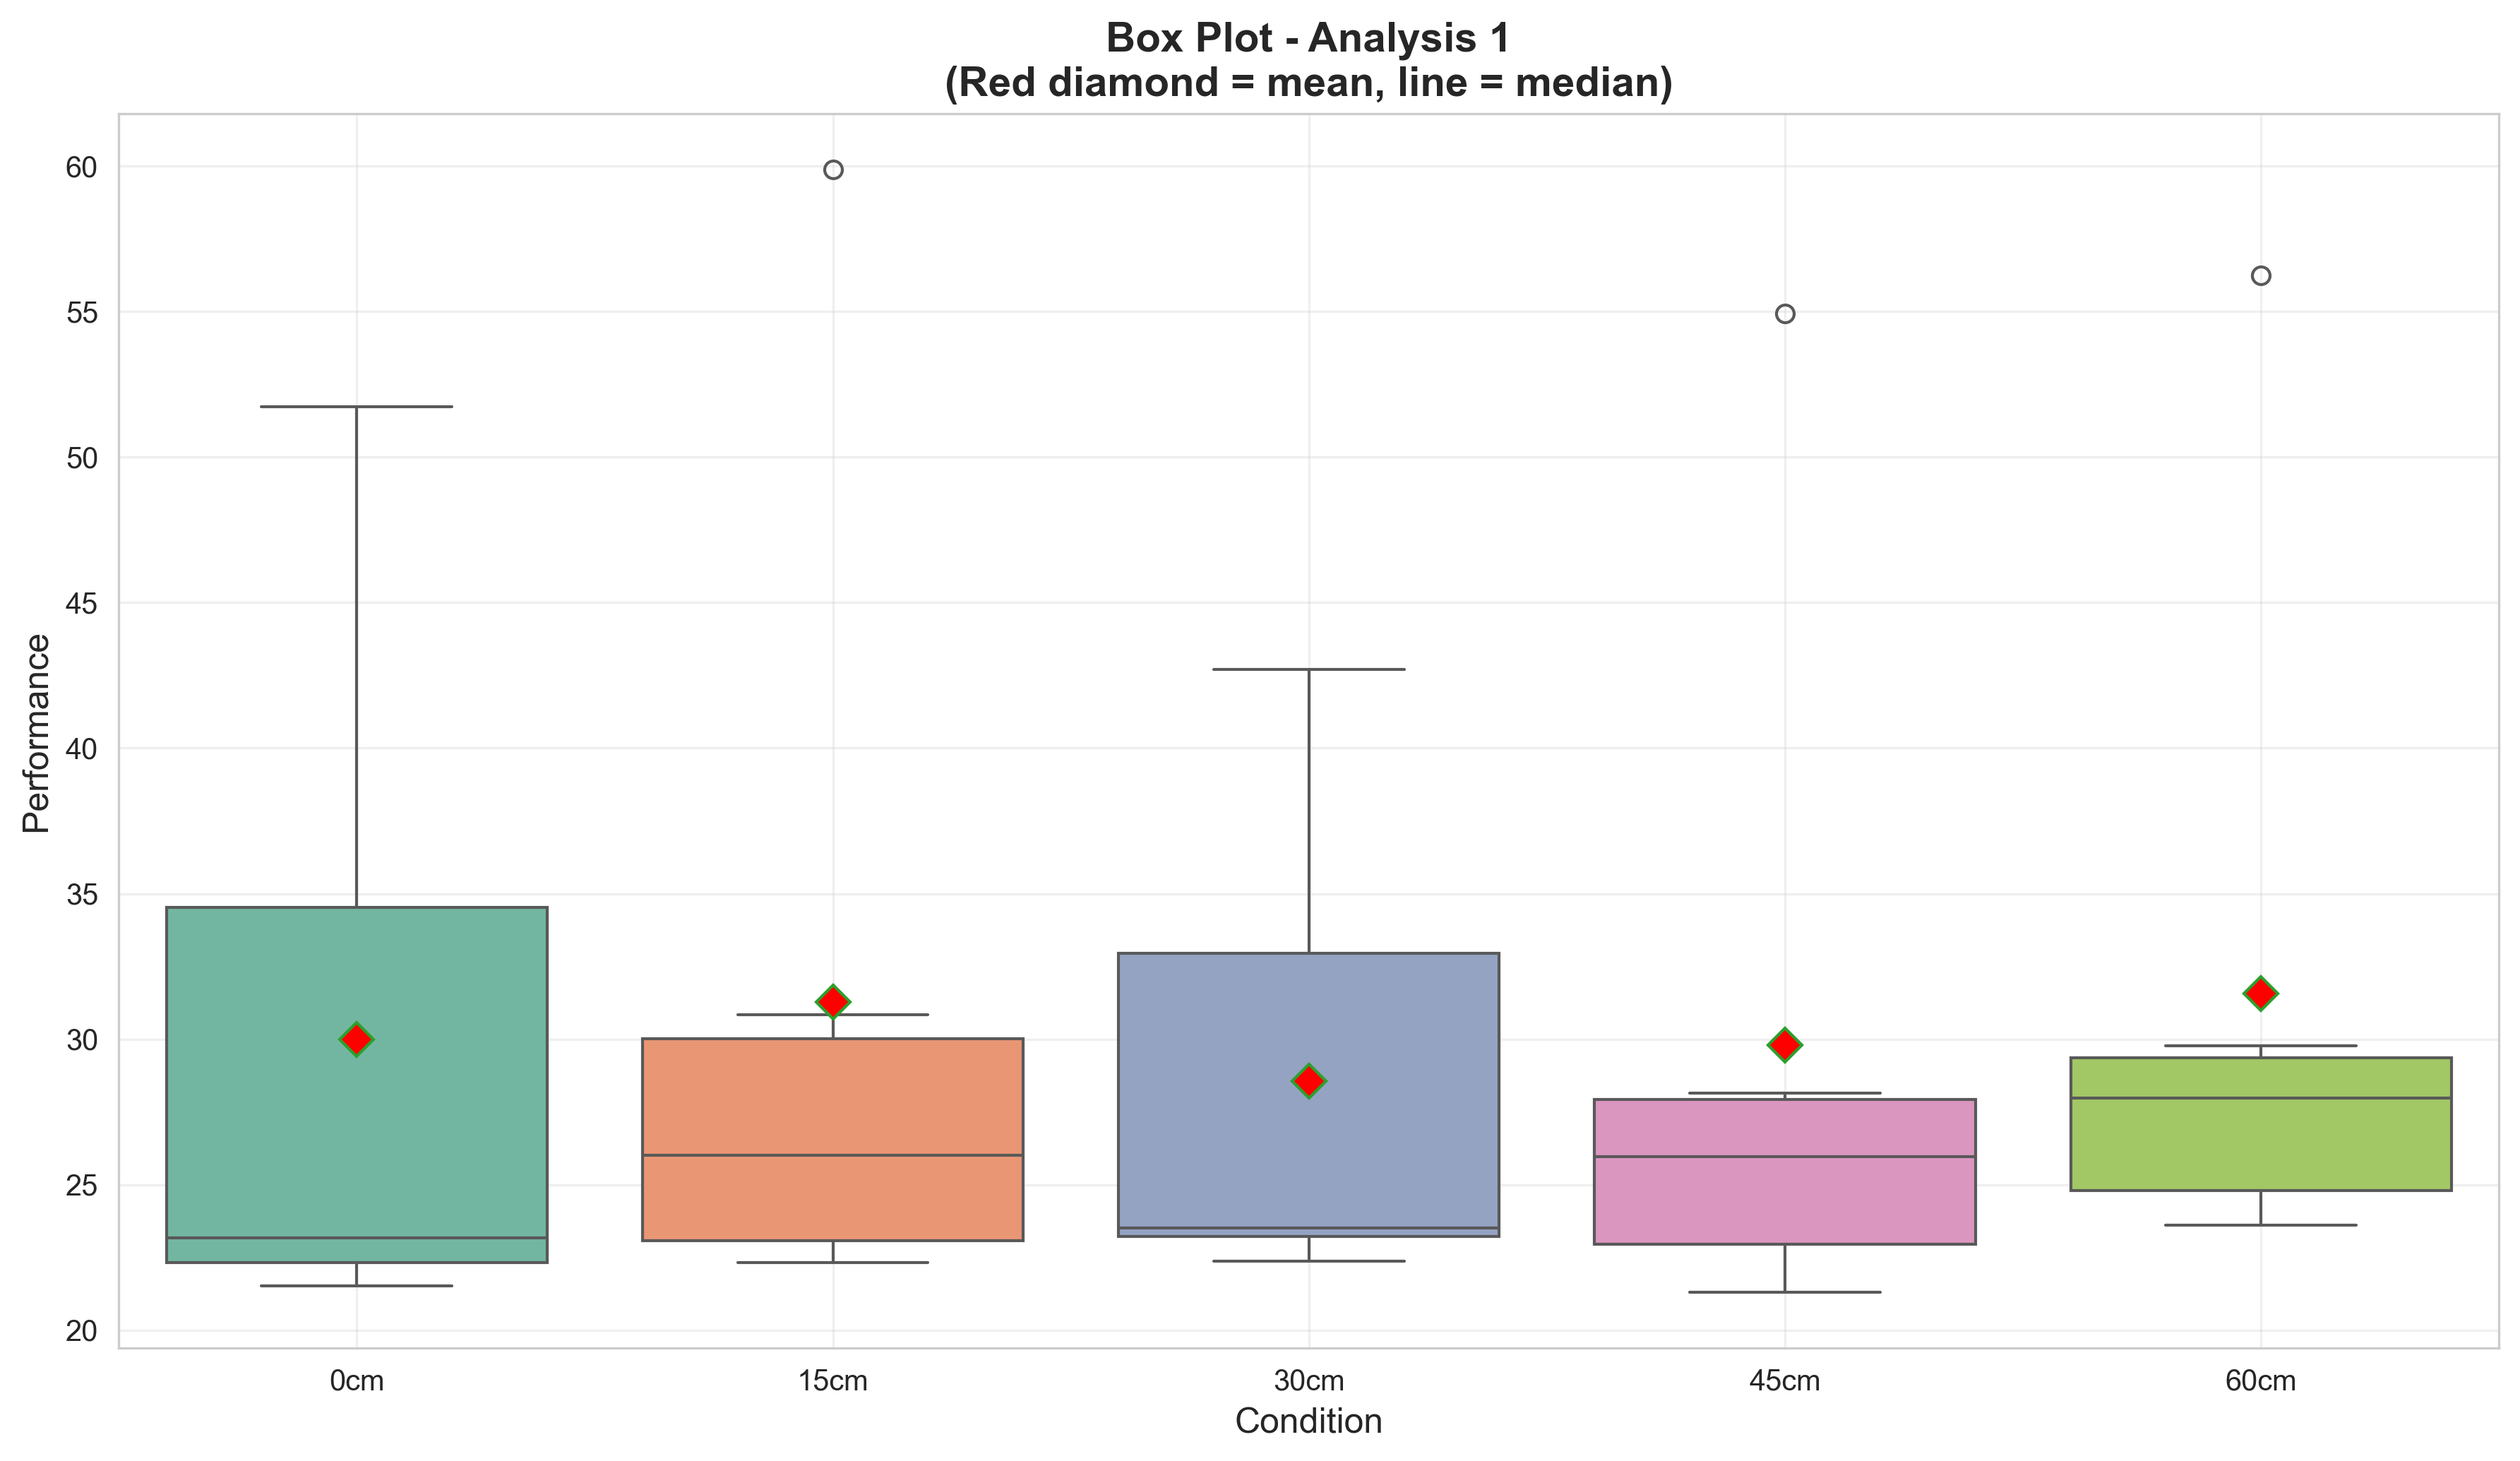 Box Plot - Analysis 1
(Red diamond = mean, line = median)
Performance
60
55
50
45
40
35
30
25
20
0cm
15cm
30cm
45cm
60cm
Condition